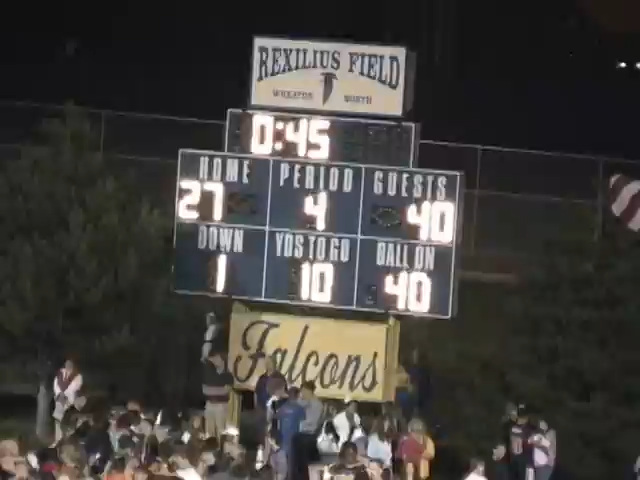 REXILIUS FIELD
WHEATON NORTH
0:45
HOME PERIOD GUESTS
27 4 40
DOWN YDS TO GO BALL ON
1 10 40
Falcons